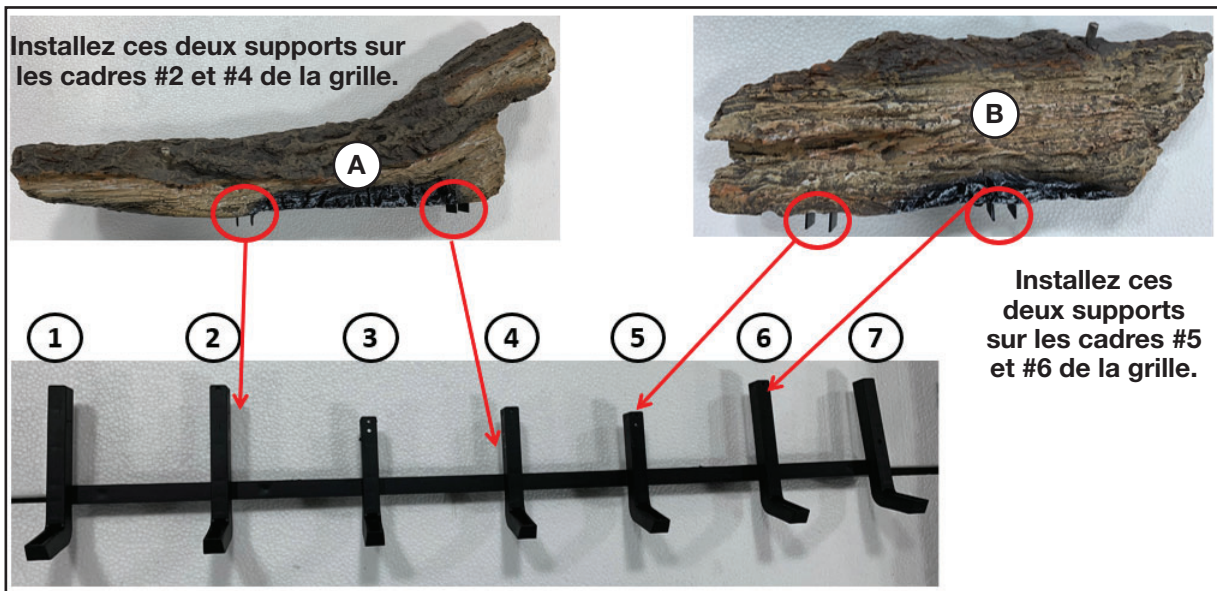 Installez ces deux supports sur
les cadres #2 et #4 de la grille.
A
B
Installez ces
deux supports
sur les cadres #5
et #6 de la grille.
1
2
3
4
5
6
7